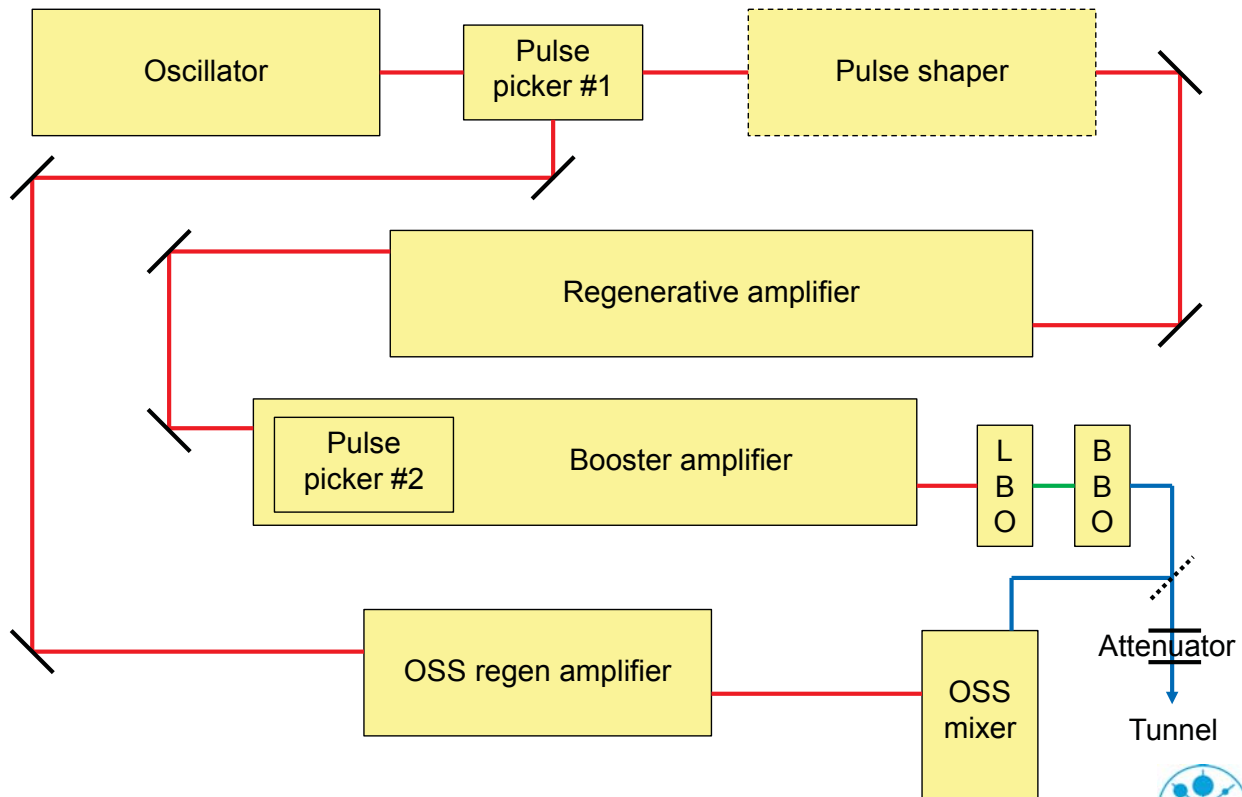 Oscillator
Pulse
picker #1
Pulse shaper
Regenerative amplifier
Pulse
picker #2
Booster amplifier
L
B
O
B
B
O
Attenuator
OSS regen amplifier
OSS
mixer
Tunnel